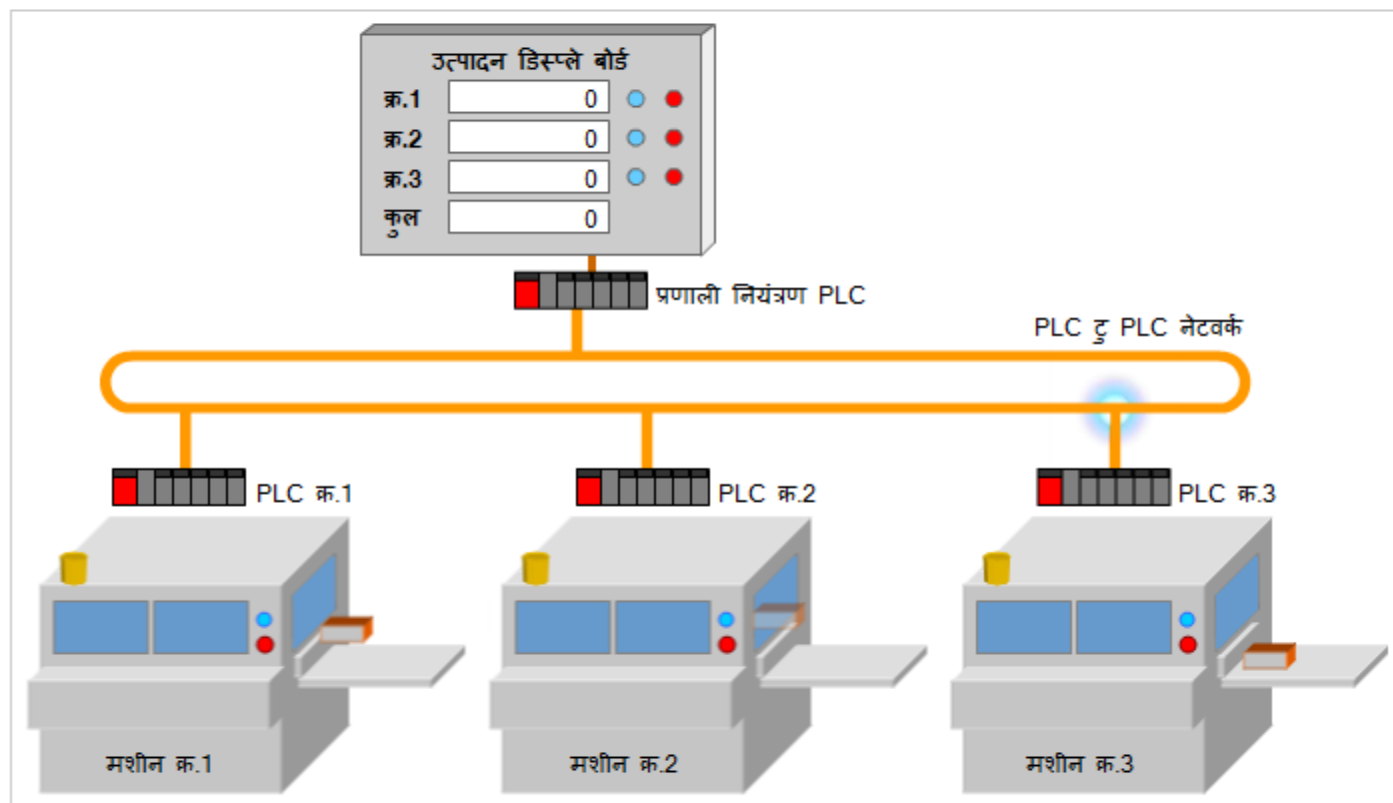 उत्पादन डिस्प्ले बोर्ड
क्र.1 0
क्र.2 0
क्र.3 0
कुल 0
प्रणाली नियंत्रण PLC
PLC टु PLC नेटवर्क
PLC क्र.1
PLC क्र.2
PLC क्र.3
मशीन क्र.1
मशीन क्र.2
मशीन क्र.3